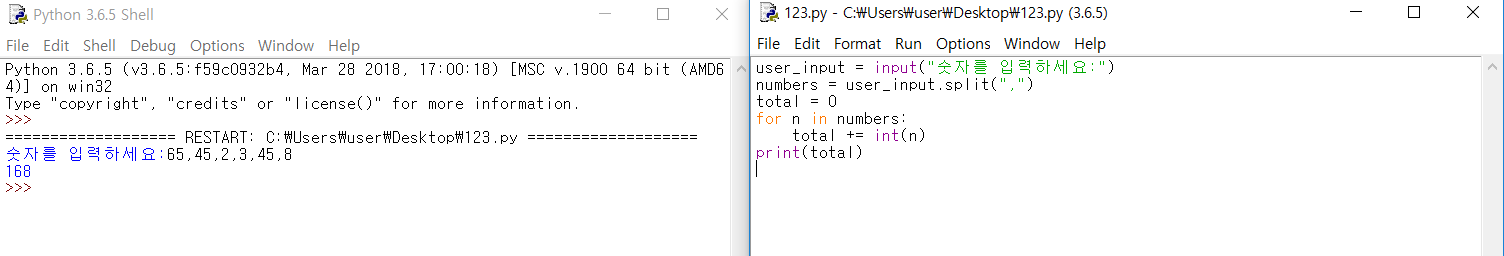 Python 3.6.5 Shell
File Edit Shell Debug Options Window Help
Python 3.6.5 (v3.6.5:f59c0932b4, Mar 28 2018, 17:00:18) [MSC v.1900 64 bit (AMD6
4)] on win32
Type "copyright", "credits" or "license()" for more information.
>>>
=================== RESTART: C:₩Users₩user₩Desktop₩123.py ===================
숫자를 입력하세요:65,45,2,3,45,8
168
>>>
123.py - C:₩Users₩user₩Desktop₩123.py (3.6.5)
File Edit Format Run Options Window Help
user_input = input("숫자를 입력하세요:")
numbers = user_input.split(",")
total = 0
for n in numbers:
    total += int(n)
print(total)